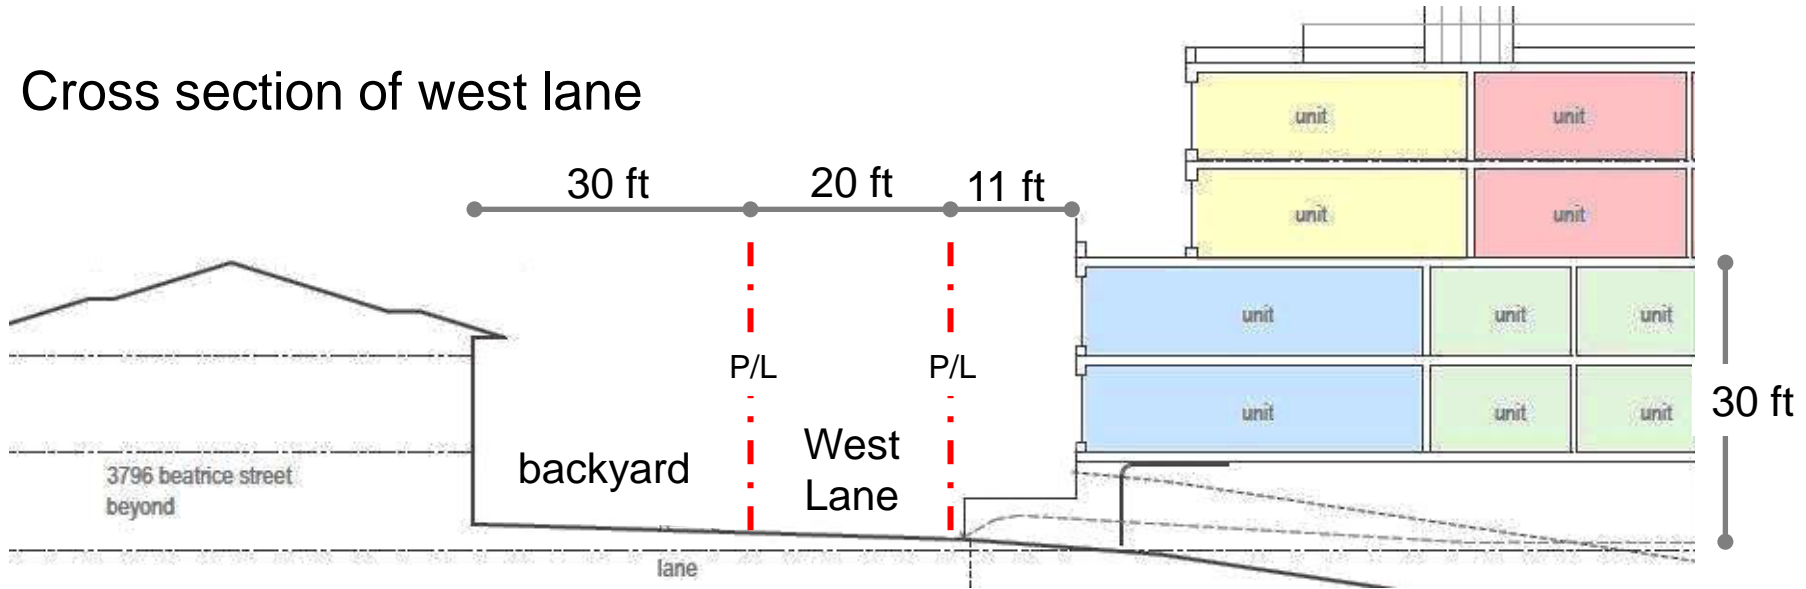 Cross section of west lane
30 ft
20 ft
11 ft
unit
unit
unit
unit
unit
unit
unit
unit
unit
unit
30 ft
P/L
P/L
backyard
West
Lane
3796 beatrice street
beyond
lane